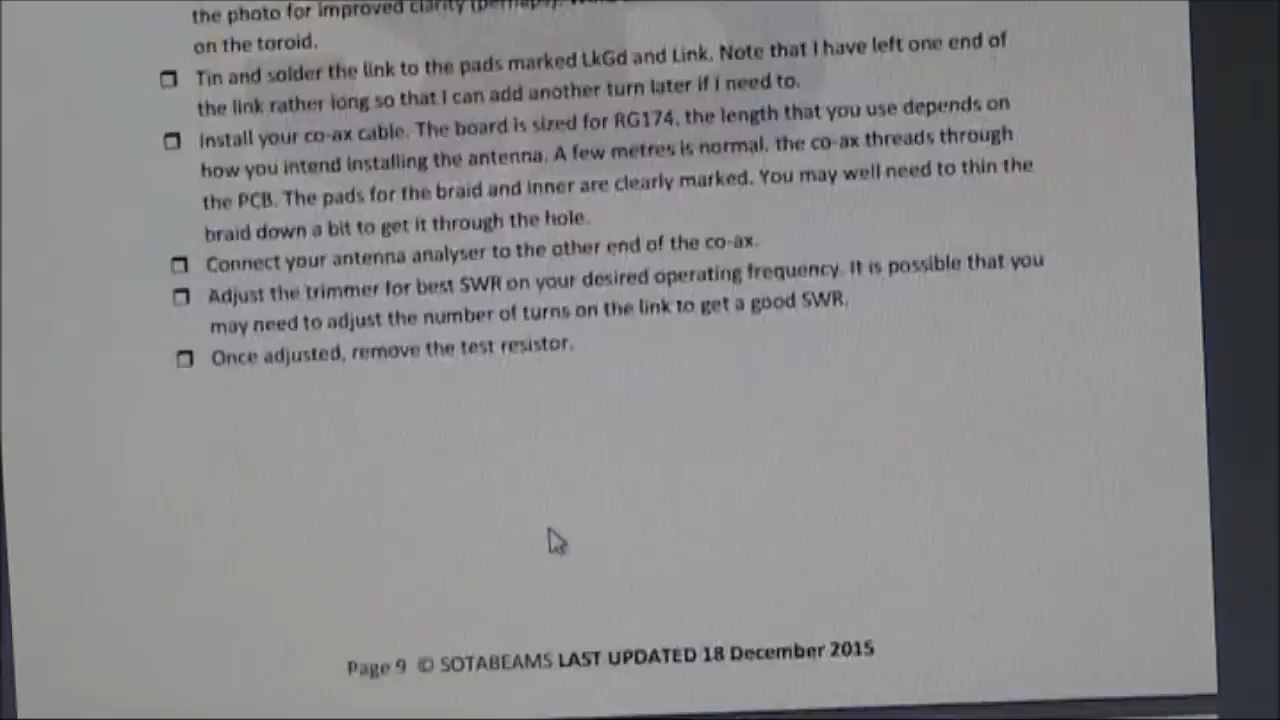 the photo for improved clarity (perhaps).
on the toroid.
❐ Tin and solder the link to the pads marked LkGd and Link. Note that I have left one end of
the link rather long so that I can add another turn later if I need to.
❐ Install your co-ax cable. The board is sized for RG174, the length that you use depends on
how you intend installing the antenna. A few metres is normal. the co-ax threads through
the PCB. The pads for the braid and inner are clearly marked. You may well need to thin the
braid down a bit to get it through the hole.
❐ Connect your antenna analyser to the other end of the co-ax.
❐ Adjust the trimmer for best SWR on your desired operating frequency. It is possible that you
may need to adjust the number of turns on the link to get a good SWR.
❐ Once adjusted, remove the test resistor.
Page 9 © SOTABEAMS LAST UPDATED 18 December 2015